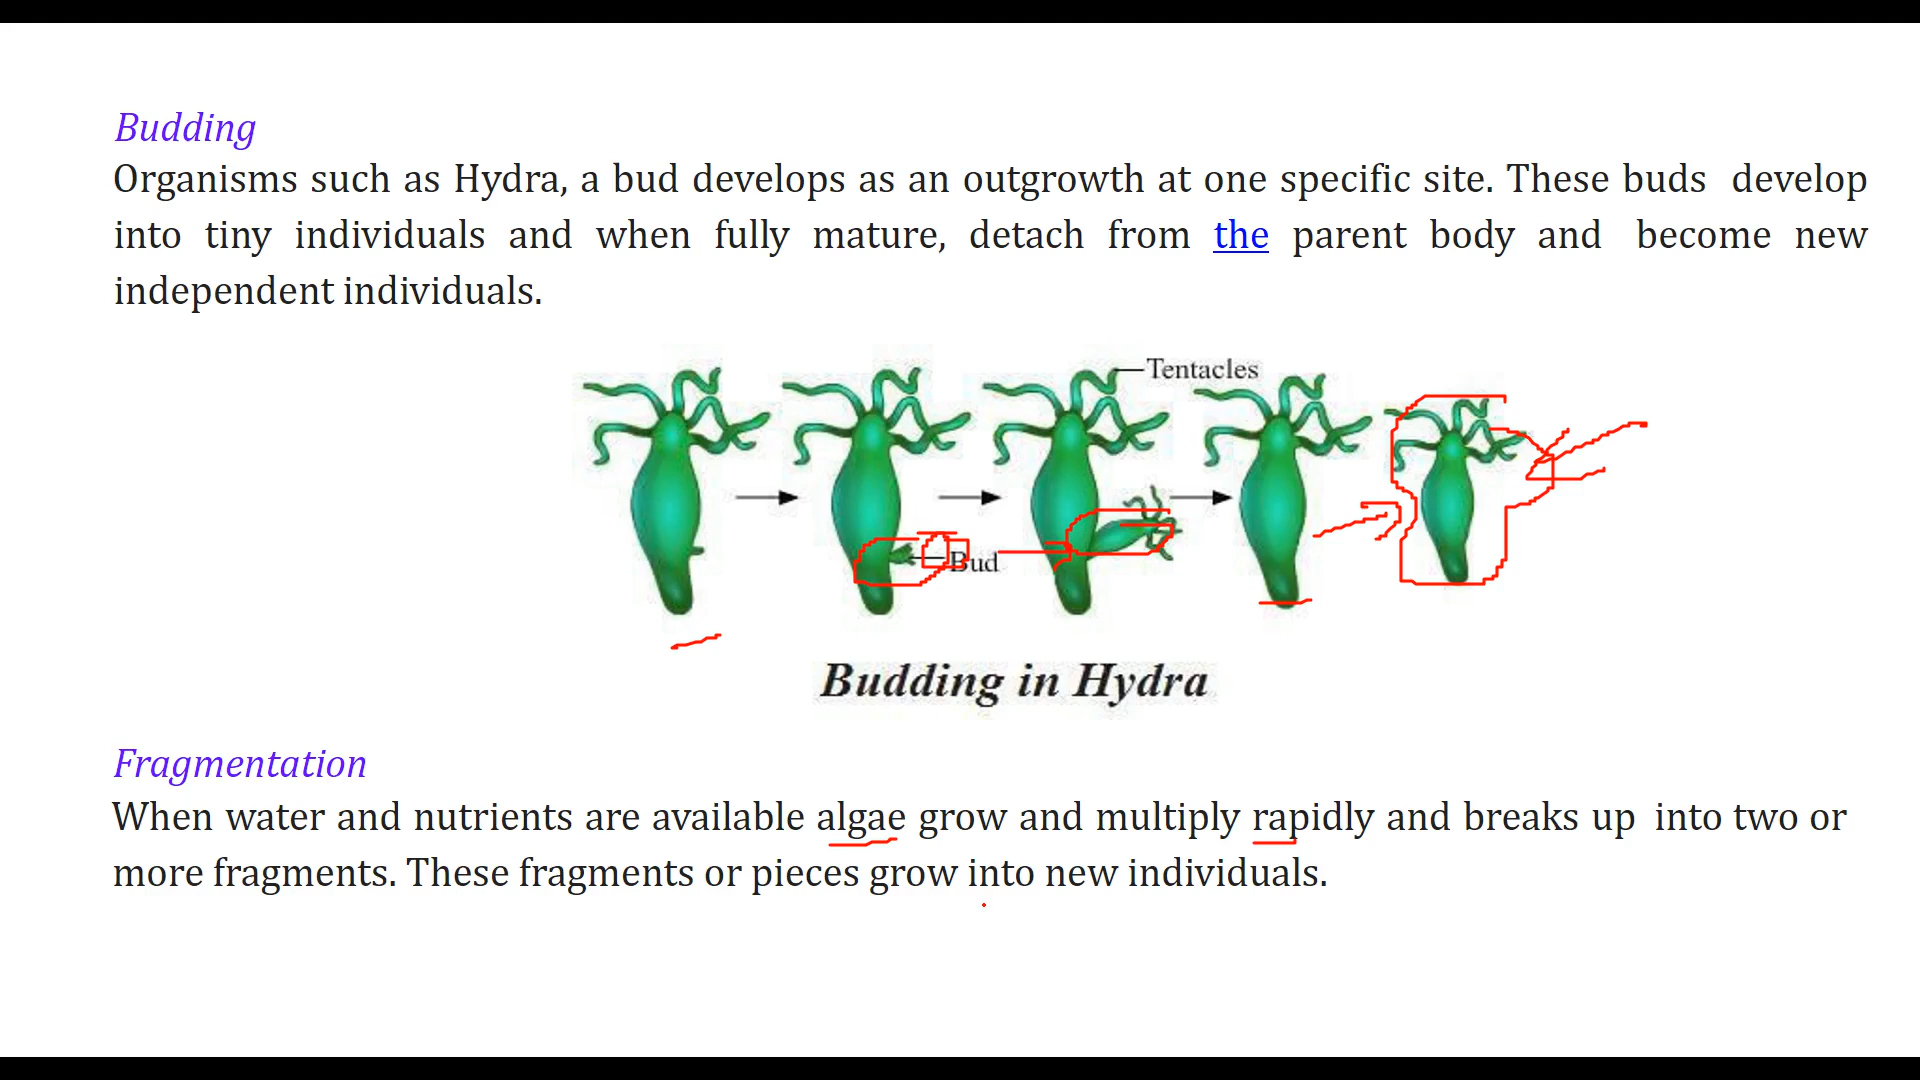 Budding
Organisms such as Hydra, a bud develops as an outgrowth at one specific site. These buds develop
into tiny individuals and when fully mature, detach from the parent body and become new
independent individuals.
Tentacles
Bud
Budding in Hydra
Fragmentation
When water and nutrients are available algae grow and multiply rapidly and breaks up into two or
more fragments. These fragments or pieces grow into new individuals.